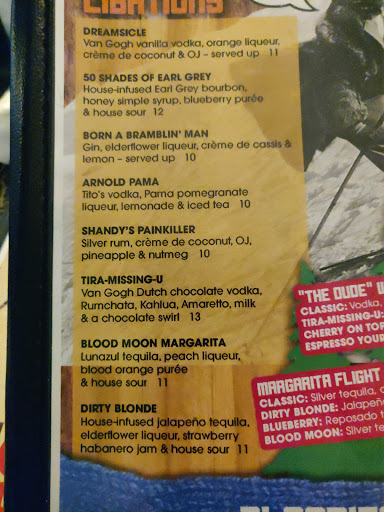 LIBATIONS
DREAMSICLE
Van Gogh vanilla vodka, orange liqueur,
crème de coconut & OJ – served up 11
50 SHADES OF EARL GREY
House-infused Earl Grey bourbon,
honey simple syrup, blueberry purée
& house sour 12
BORN A BRAMBLIN' MAN
Gin, elderflower liqueur, crème de cassis &
lemon – served up 10
ARNOLD PAMA
Tito's vodka, Pama pomegranate
liqueur, lemonade & iced tea 10
SHANDY'S PAINKILLER
Silver rum, crème de coconut, OJ,
pineapple & nutmeg 10
TIRA-MISSING-U
Van Gogh Dutch chocolate vodka,
Rumchata, Kahlua, Amaretto, milk
& a chocolate swirl 13
BLOOD MOON MARGARITA
Lunazul tequila, peach liqueur,
blood orange purée
& house sour 11
DIRTY BLONDE
House-infused jalapeño tequila,
elderflower liqueur, strawberry
habanero jam & house sour 11
"THE DUDE"
CLASSIC: Vodka,
TIRA-MISSING-U:
CHERRY ON TOP
ESPRESSO YOUR
MARGARITA FLIGHT
CLASSIC: Silver tequila,
DIRTY BLONDE: Jalapeño
BLUEBERRY: Reposado
BLOOD MOON: Silver